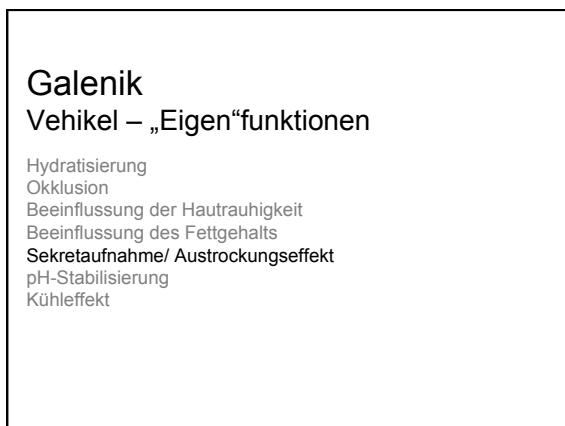 Galenik
Vehikel – „Eigen“funktionen
Hydratisierung
Okklusion
Beeinflussung der Hautrauhigkeit
Beeinflussung des Fettgehalts
Sekretaufnahme/ Austrockungseffekt
pH-Stabilisierung
Kühleffekt